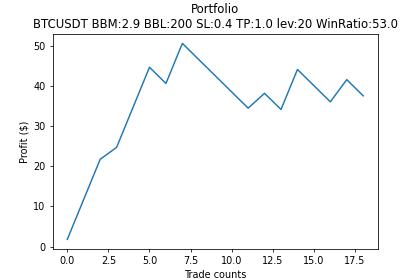 Portfolio
BTCUSDT BBM:2.9 BBL:200 SL:0.4 TP:1.0 lev:20 WinRatio:53.0
50
40
30
20
10
0
Profit ($)
0.0 2.5 5.0 7.5 10.0 12.5 15.0 17.5
Trade counts